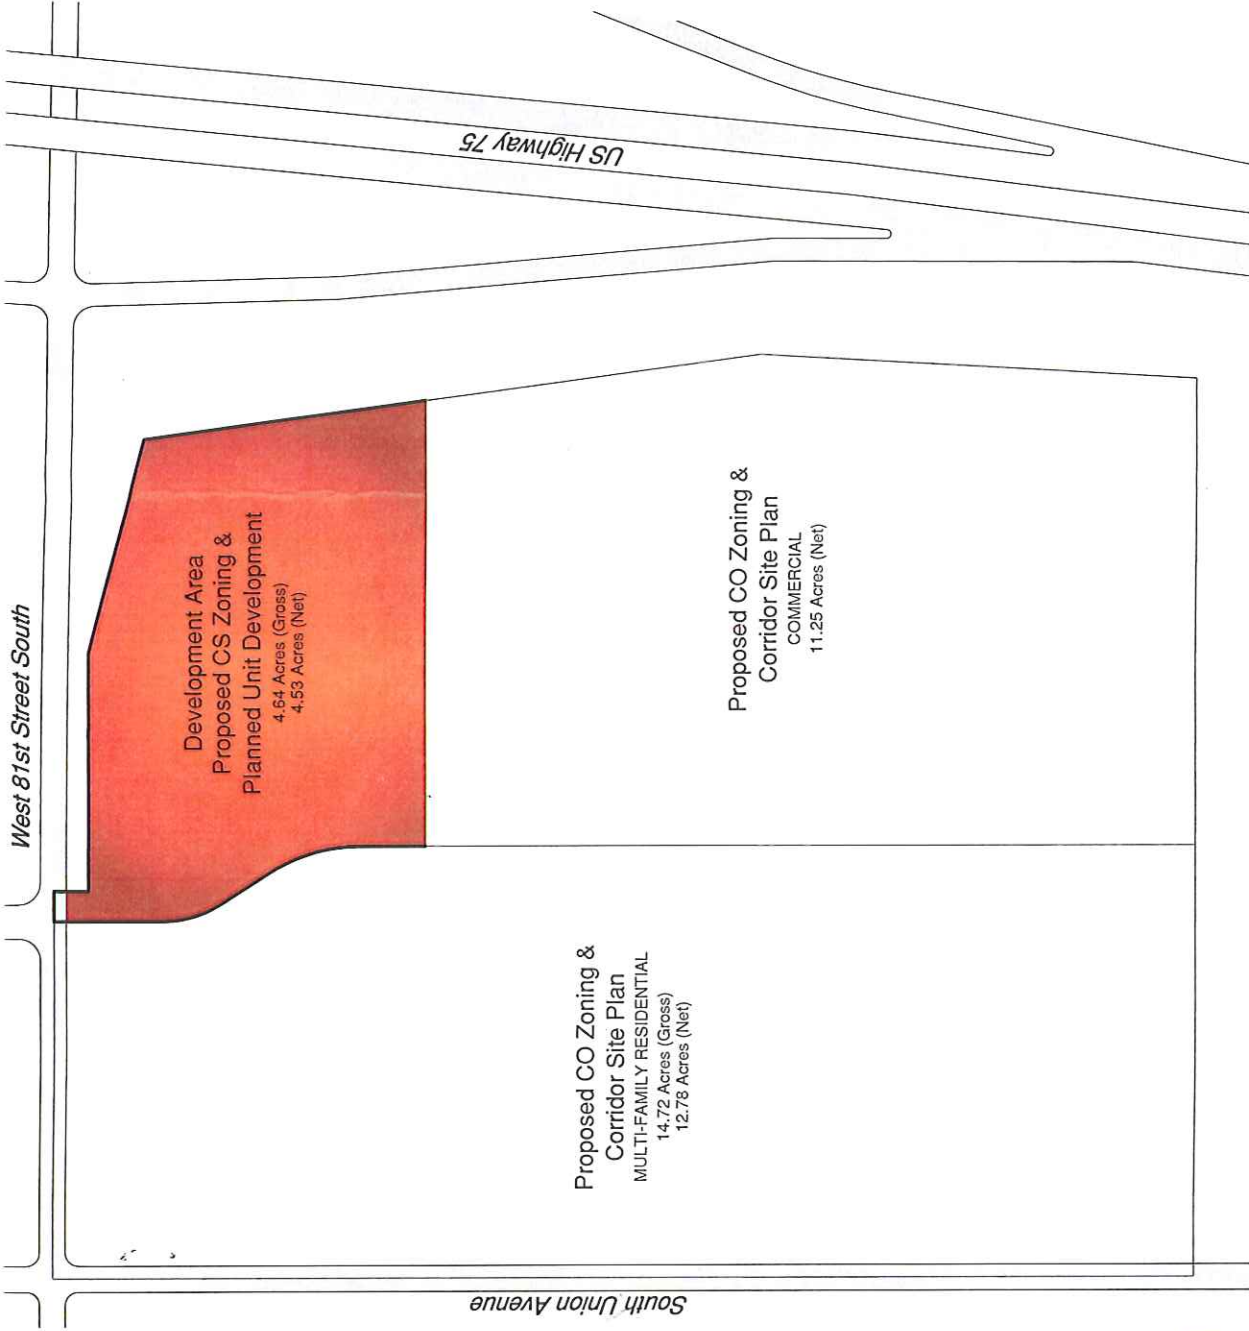 West 81st Street South
US Highway 75
Development Area
Proposed CS Zoning &
Planned Unit Development
4.64 Acres (Gross)
4.53 Acres (Net)
Proposed CO Zoning &
Corridor Site Plan
COMMERCIAL
11.25 Acres (Net)
Proposed CO Zoning &
Corridor Site Plan
MULTI-FAMILY RESIDENTIAL
14.72 Acres (Gross)
12.78 Acres (Net)
South Union Avenue